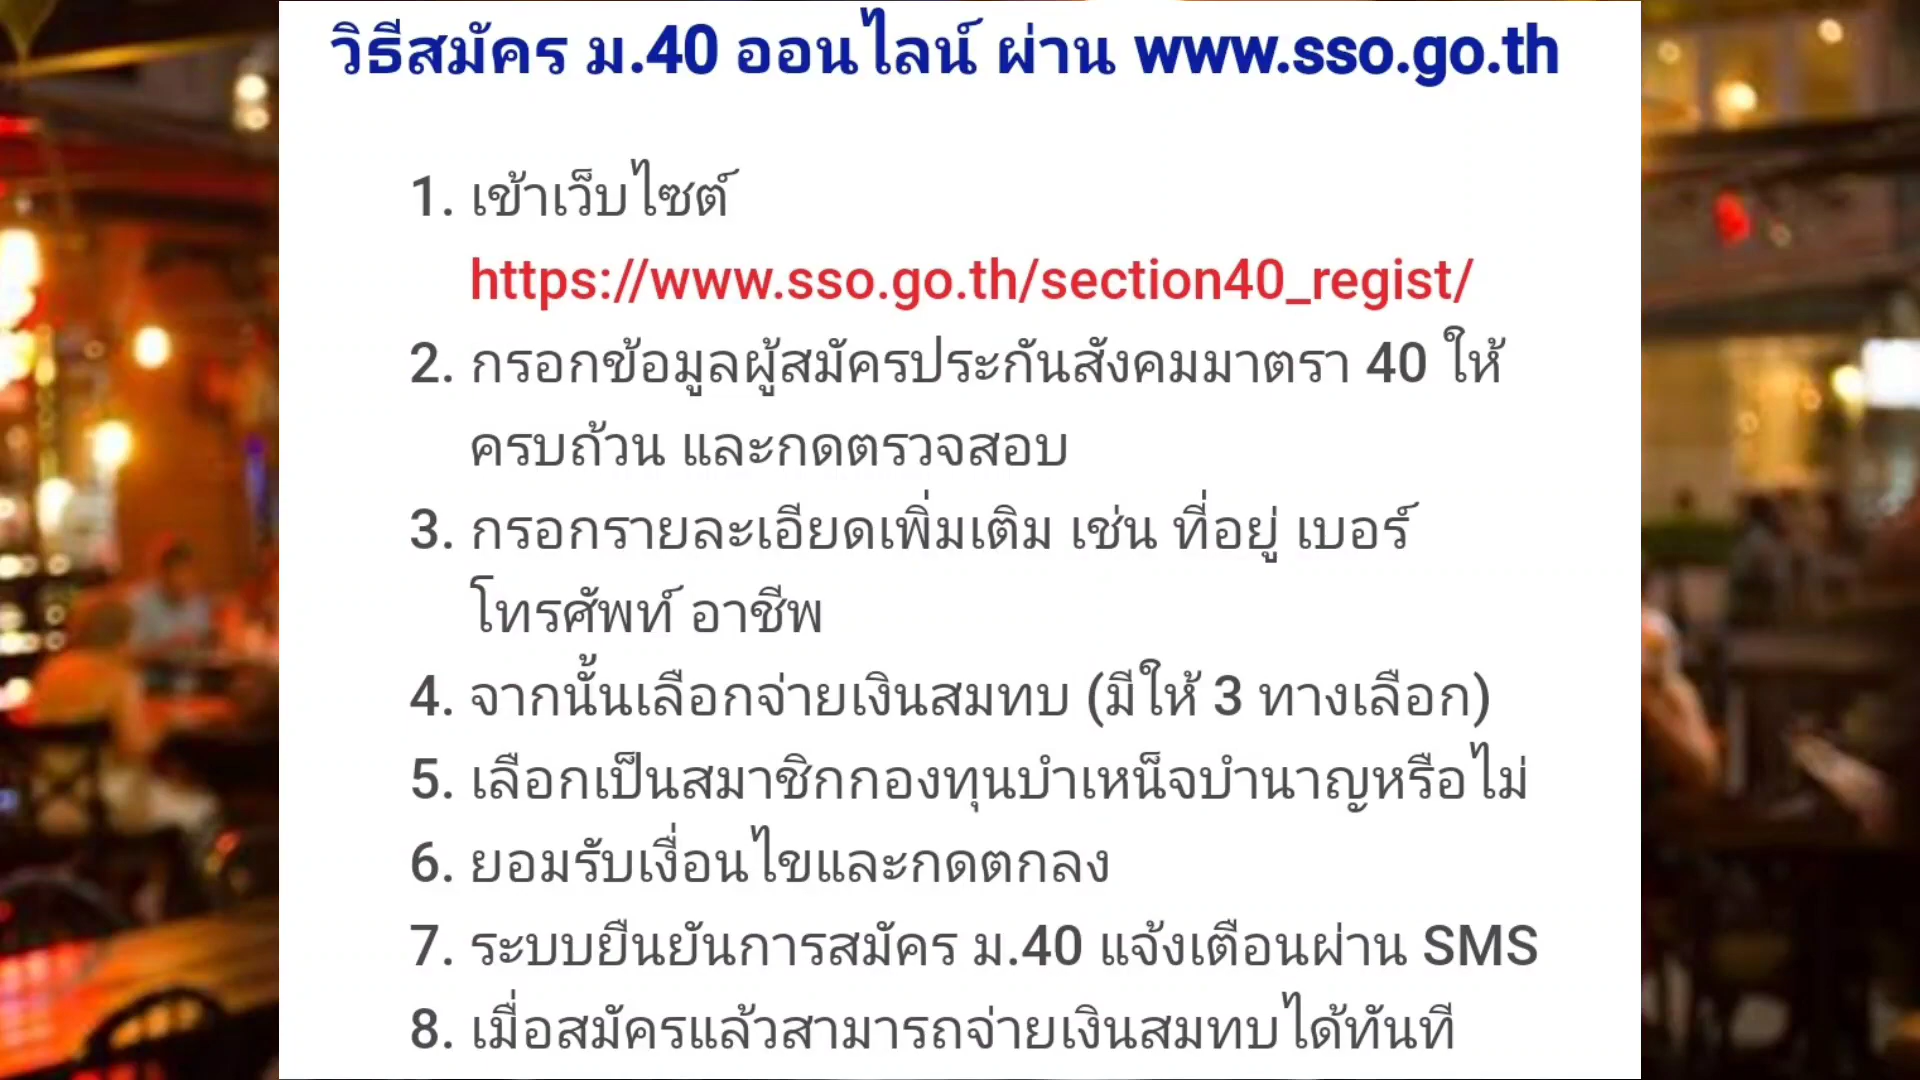 วิธีสมัคร ม.40 ออนไลน์ ผ่าน www.sso.go.th
1. เข้าเว็บไซต์
https://www.sso.go.th/section40_regist/
2. กรอกข้อมูลผู้สมัครประกันสังคมมาตรา 40 ให้
ครบถ้วน และกดตรวจสอบ
3. กรอกรายละเอียดเพิ่มเติม เช่น ที่อยู่ เบอร์
โทรศัพท์ อาชีพ
4. จากนั้นเลือกจ่ายเงินสมทบ (มีให้ 3 ทางเลือก)
5. เลือกเป็นสมาชิกกองทุนบำเหน็จบำนาญหรือไม่
6. ยอมรับเงื่อนไขและกดตกลง
7. ระบบยืนยันการสมัคร ม.40 แจ้งเตือนผ่าน SMS
8. เมื่อสมัครแล้วสามารถจ่ายเงินสมทบได้ทันที